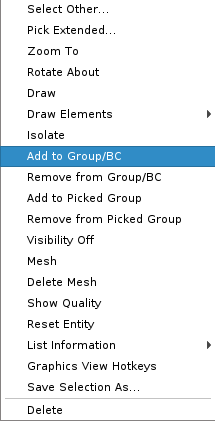 Select Other...
Pick Extended...
Zoom To
Rotate About
Draw
Draw Elements
Isolate
Add to Group/BC
Remove from Group/BC
Add to Picked Group
Remove from Picked Group
Visibility Off
Mesh
Delete Mesh
Show Quality
Reset Entity
List Information
Graphics View Hotkeys
Save Selection As...
Delete